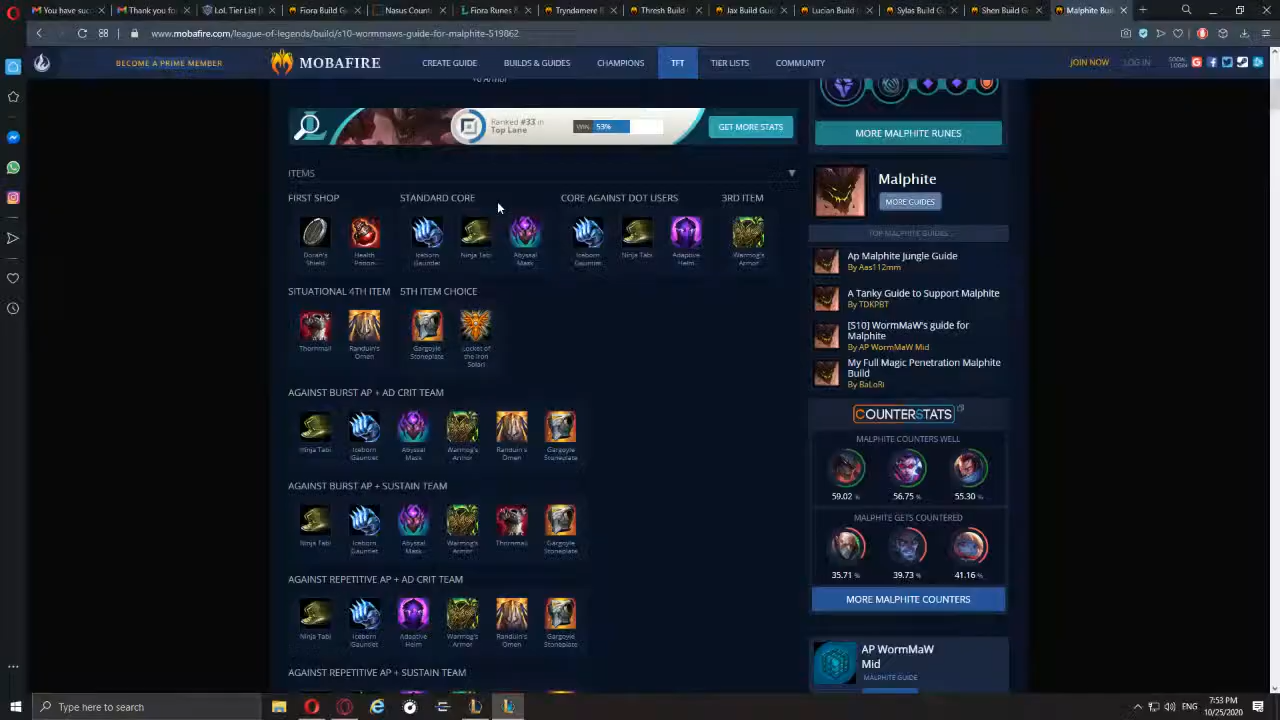 You have suc
Thank you fo
LoL Tier List [
Fiora Build G
Nasus Count
Fiora Runes &
Tryndamere B
Thresh Build
Jax Build Guid
Lucian Build
Sylas Build G
Shen Build G
Malphite Bui
www.mobafire.com/league-of-legends/build/s10-wormmaws-guide-for-malphite-519862
BECOME A PRIME MEMBER
MOBAFIRE
CREATE GUIDE
BUILDS & GUIDES
CHAMPIONS
TFT
TIER LISTS
COMMUNITY
JOIN NOW
LOG IN
SOCIAL
LOGIN
+6 Armor
Ranked #33 in
Top Lane
WIN 53%
GET MORE STATS
MORE MALPHITE RUNES
ITEMS
FIRST SHOP
STANDARD CORE
CORE AGAINST DOT USERS
3RD ITEM
Doran's
Shield
Health
Potion
Iceborn
Gauntlet
Ninja Tabi
Abyssal
Mask
Iceborn
Gauntlet
Ninja Tabi
Adaptive
Helm
Warmog's
Armor
SITUATIONAL 4TH ITEM
5TH ITEM CHOICE
Thornmail
Randuin's
Omen
Gargoyle
Stoneplate
Locket of
the Iron
Solari
AGAINST BURST AP + AD CRIT TEAM
Ninja Tabi
Iceborn
Gauntlet
Abyssal
Mask
Warmog's
Armor
Randuin's
Omen
Gargoyle
Stoneplate
AGAINST BURST AP + SUSTAIN TEAM
Ninja Tabi
Iceborn
Gauntlet
Abyssal
Mask
Warmog's
Armor
Thornmail
Gargoyle
Stoneplate
AGAINST REPETITIVE AP + AD CRIT TEAM
Ninja Tabi
Iceborn
Gauntlet
Adaptive
Helm
Warmog's
Armor
Randuin's
Omen
Gargoyle
Stoneplate
AGAINST REPETITIVE AP + SUSTAIN TEAM
Malphite
MORE GUIDES
TOP MALPHITE GUIDES
Ap Malphite Jungle Guide
By Aas112mm
A Tanky Guide to Support Malphite
By TDKPBT
[S10] WormMaW's guide for
Malphite
By AP WormMaW Mid
My Full Magic Penetration Malphite
Build
By BaLoRi
COUNTERSTATS
MALPHITE COUNTERS WELL
59.02 %
56.75 %
55.30 %
MALPHITE GETS COUNTERED
35.71 %
39.73 %
41.16 %
MORE MALPHITE COUNTERS
AP WormMaW
Mid
MALPHITE GUIDE
Type here to search
ENG
7:53 PM
10/25/2020